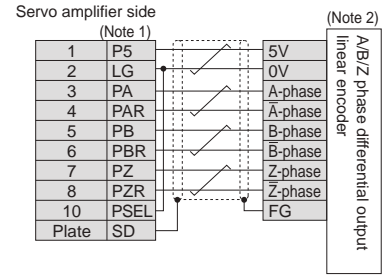 Servo amplifier side
(Note 1)
(Note 2)
1 P5 5V
2 LG 0V
3 PA A-phase
4 PAR A̅-phase
5 PB B-phase
6 PBR B̅-phase
7 PZ Z-phase
8 PZR Z̅-phase
10 PSEL FG
Plate SD
A/B/Z phase differential output
linear encoder